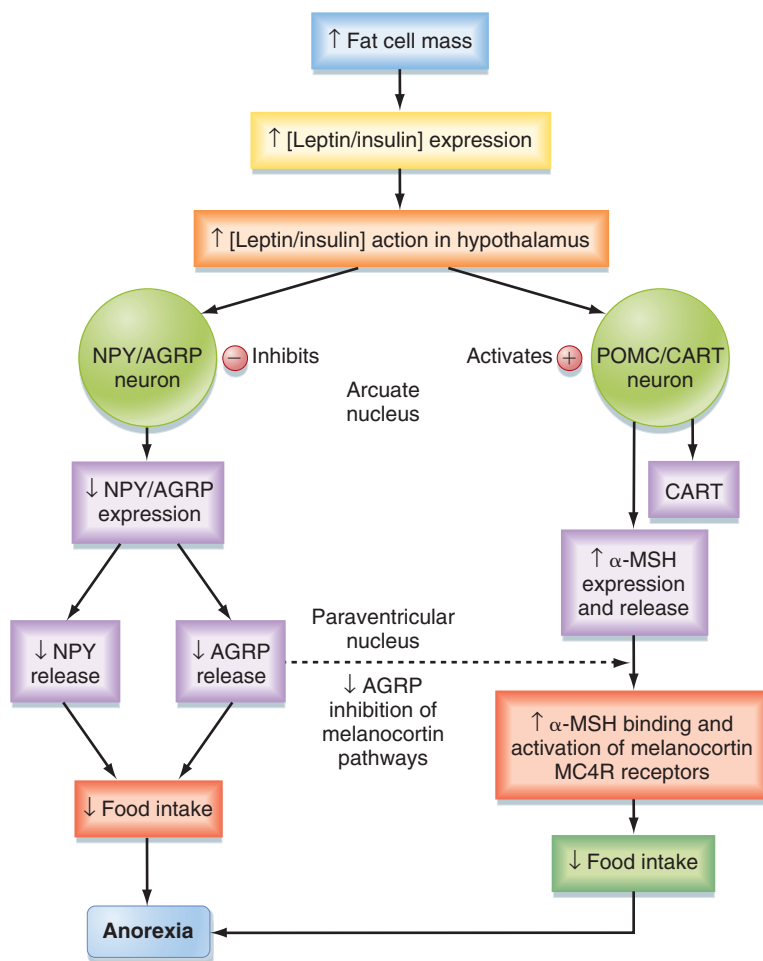 ↑ Fat cell mass
↑ [Leptin/insulin] expression
↑ [Leptin/insulin] action in hypothalamus
NPY/AGRP
neuron
− Inhibits
Activates +
POMC/CART
neuron
Arcuate
nucleus
↓ NPY/AGRP
expression
CART
↑ α-MSH
expression
and release
↓ NPY
release
↓ AGRP
release
Paraventricular
nucleus
↓ AGRP
inhibition of
melanocortin
pathways
↑ α-MSH binding and
activation of melanocortin
MC4R receptors
↓ Food intake
↓ Food intake
Anorexia